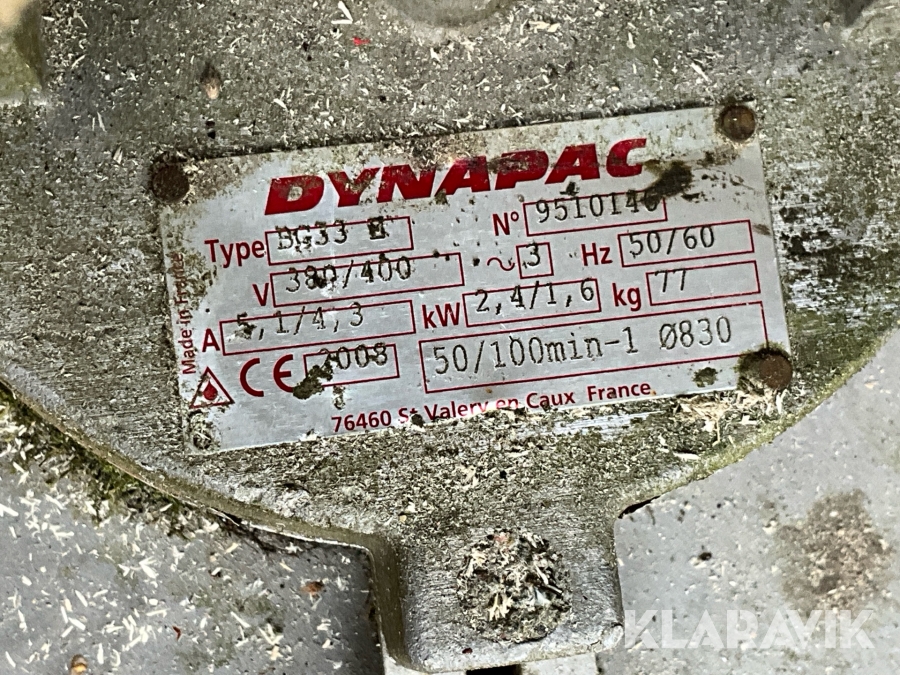 DYNAPAC
Type BG33 E N° 9510146
V 380/400 ~ 3 Hz 50/60
A 5,1/4,3 kW 2,4/1,6 kg 77
CE 2008 50/100min-1 Ø830
76460 St Valery en Caux France.
Made in France
KLARAVIK